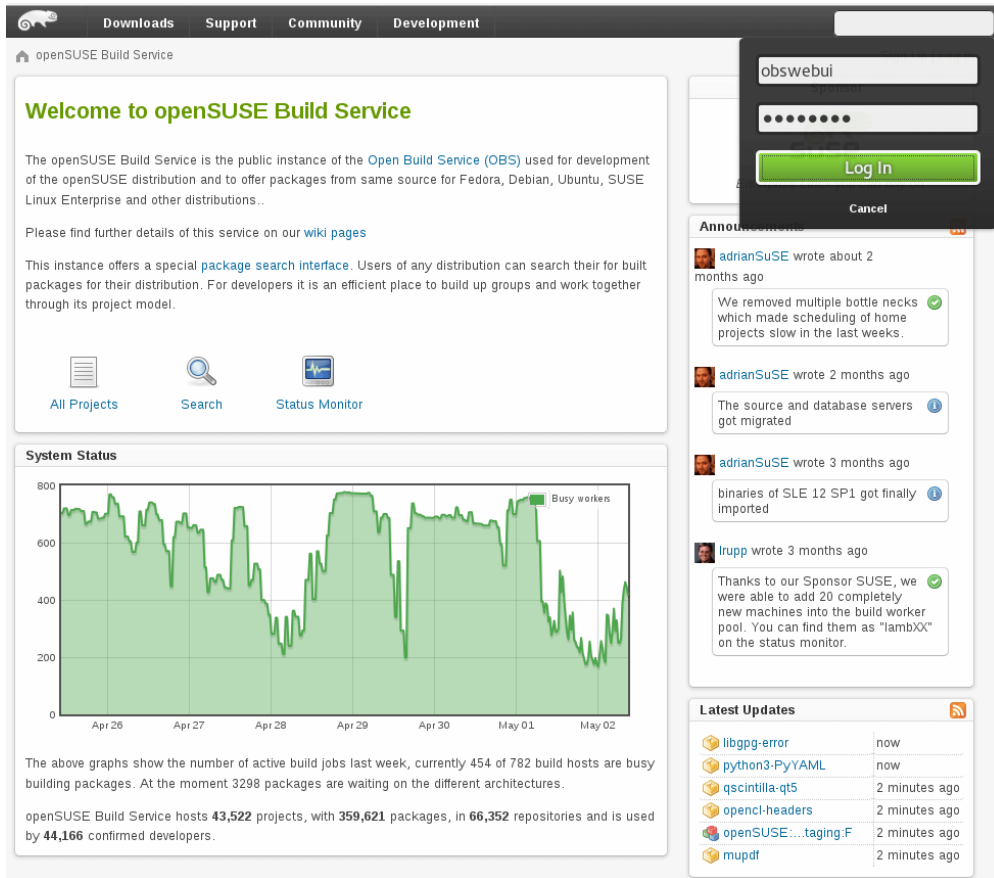 Downloads Support Community Development
openSUSE Build Service
obswebui
●●●●●●●●
Log In
Cancel
Welcome to openSUSE Build Service
The openSUSE Build Service is the public instance of the Open Build Service (OBS) used for development
of the openSUSE distribution and to offer packages from same source for Fedora, Debian, Ubuntu, SUSE
Linux Enterprise and other distributions..
Please find further details of this service on our wiki pages
This instance offers a special package search interface. Users of any distribution can search their for built
packages for their distribution. For developers it is an efficient place to build up groups and work together
through its project model.
All Projects
Search
Status Monitor
System Status
800
600
400
200
0
Busy workers
Apr 26 Apr 27 Apr 28 Apr 29 Apr 30 May 01 May 02
The above graphs show the number of active build jobs last week, currently 454 of 782 build hosts are busy
building packages. At the moment 3298 packages are waiting on the different architectures.
openSUSE Build Service hosts 43,522 projects, with 359,621 packages, in 66,352 repositories and is used
by 44,166 confirmed developers.
Sponsor
Announcements
adrianSuSE wrote about 2
months ago
We removed multiple bottle necks
which made scheduling of home
projects slow in the last weeks.
adrianSuSE wrote 2 months ago
The source and database servers
got migrated
adrianSuSE wrote 3 months ago
binaries of SLE 12 SP1 got finally
imported
lrupp wrote 3 months ago
Thanks to our Sponsor SUSE, we
were able to add 20 completely
new machines into the build worker
pool. You can find them as "lambXX"
on the status monitor.
Latest Updates
libgpg-error now
python3-PyYAML now
qscintilla-qt5 2 minutes ago
opencl-headers 2 minutes ago
openSUSE:...taging:F 2 minutes ago
mupdf 2 minutes ago